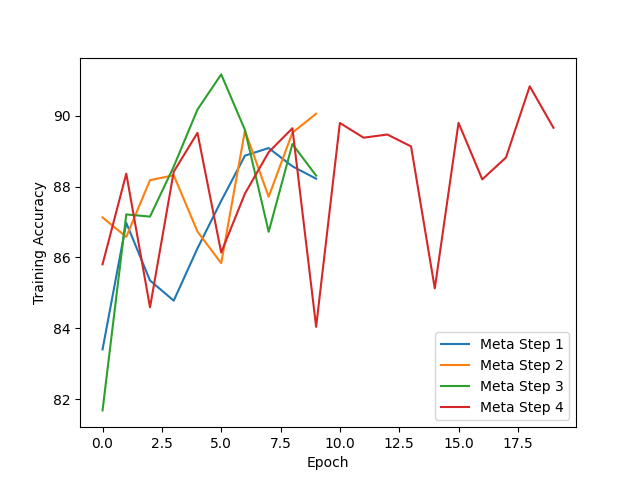 90
88
86
84
82
Training Accuracy
0.0 2.5 5.0 7.5 10.0 12.5 15.0 17.5
Epoch
Meta Step 1
Meta Step 2
Meta Step 3
Meta Step 4